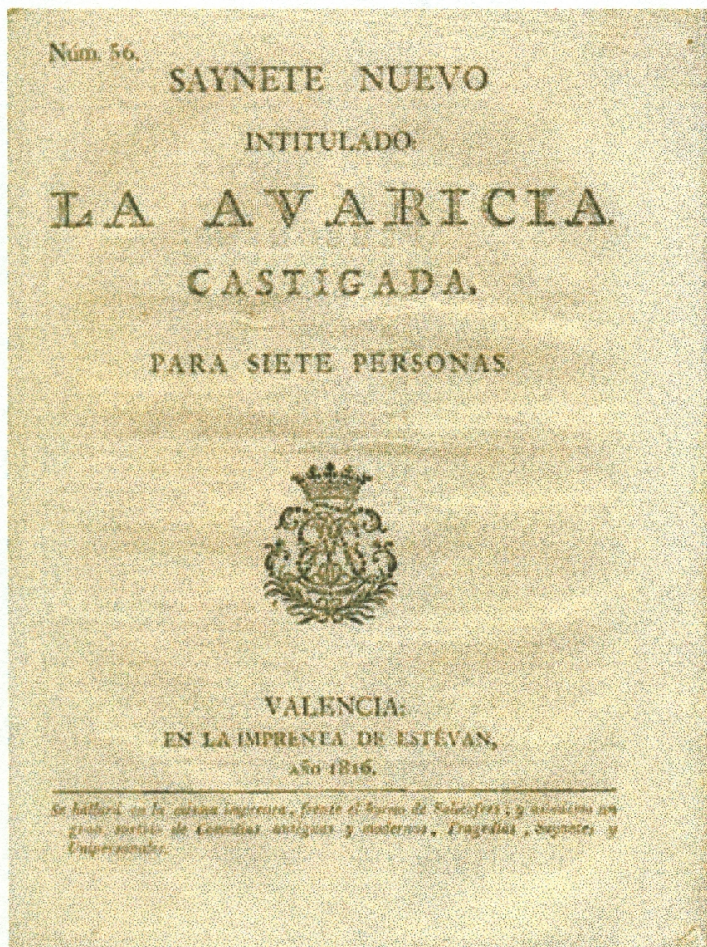 Núm. 56.
SAYNETE NUEVO
INTITULADO:
LA AVARICIA
CASTIGADA.
PARA SIETE PERSONAS.
VALENCIA:
EN LA IMPRENTA DE ESTÉVAN,
AÑO 1816.
Se hallará en la misma imprenta, frente el horno de Salicofres; y asimismo un
gran surtido de Comedias antiguas y modernas, Tragedias, Saynetes y
Unipersonales.